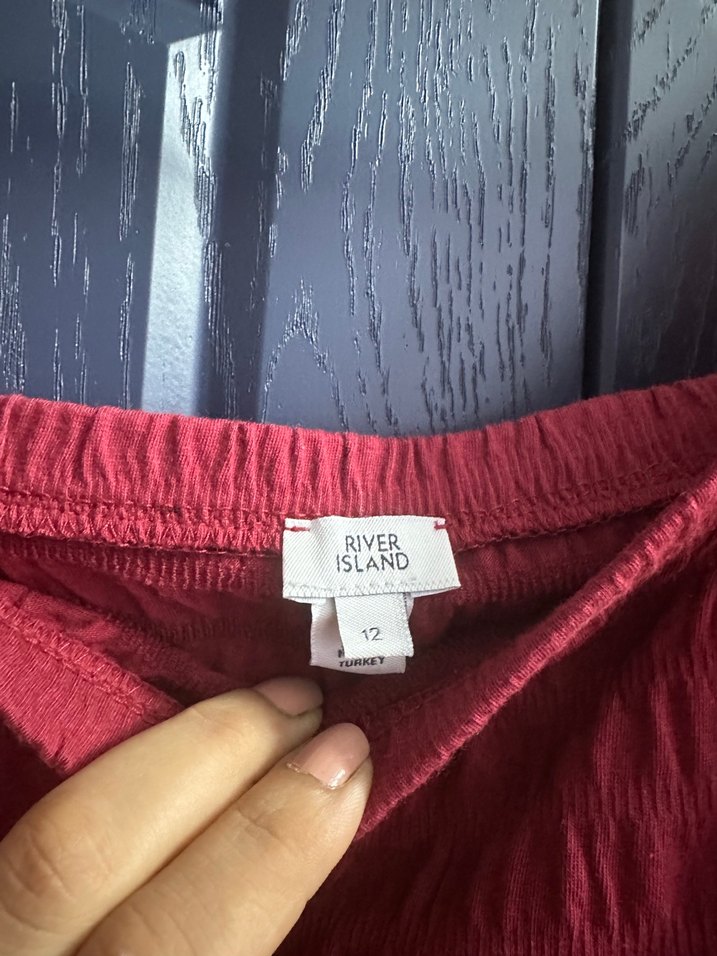 RIVER
ISLAND
12
TURKEY